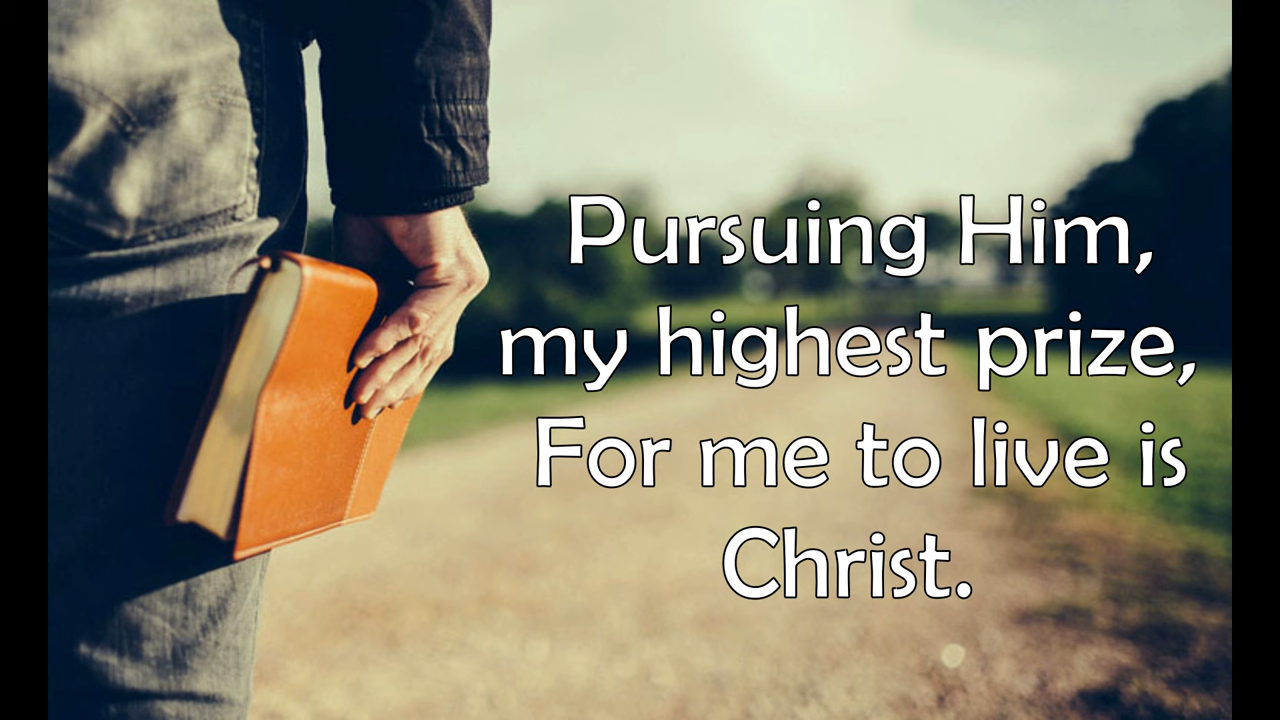 Pursuing Him,
my highest prize,
For me to live is
Christ.